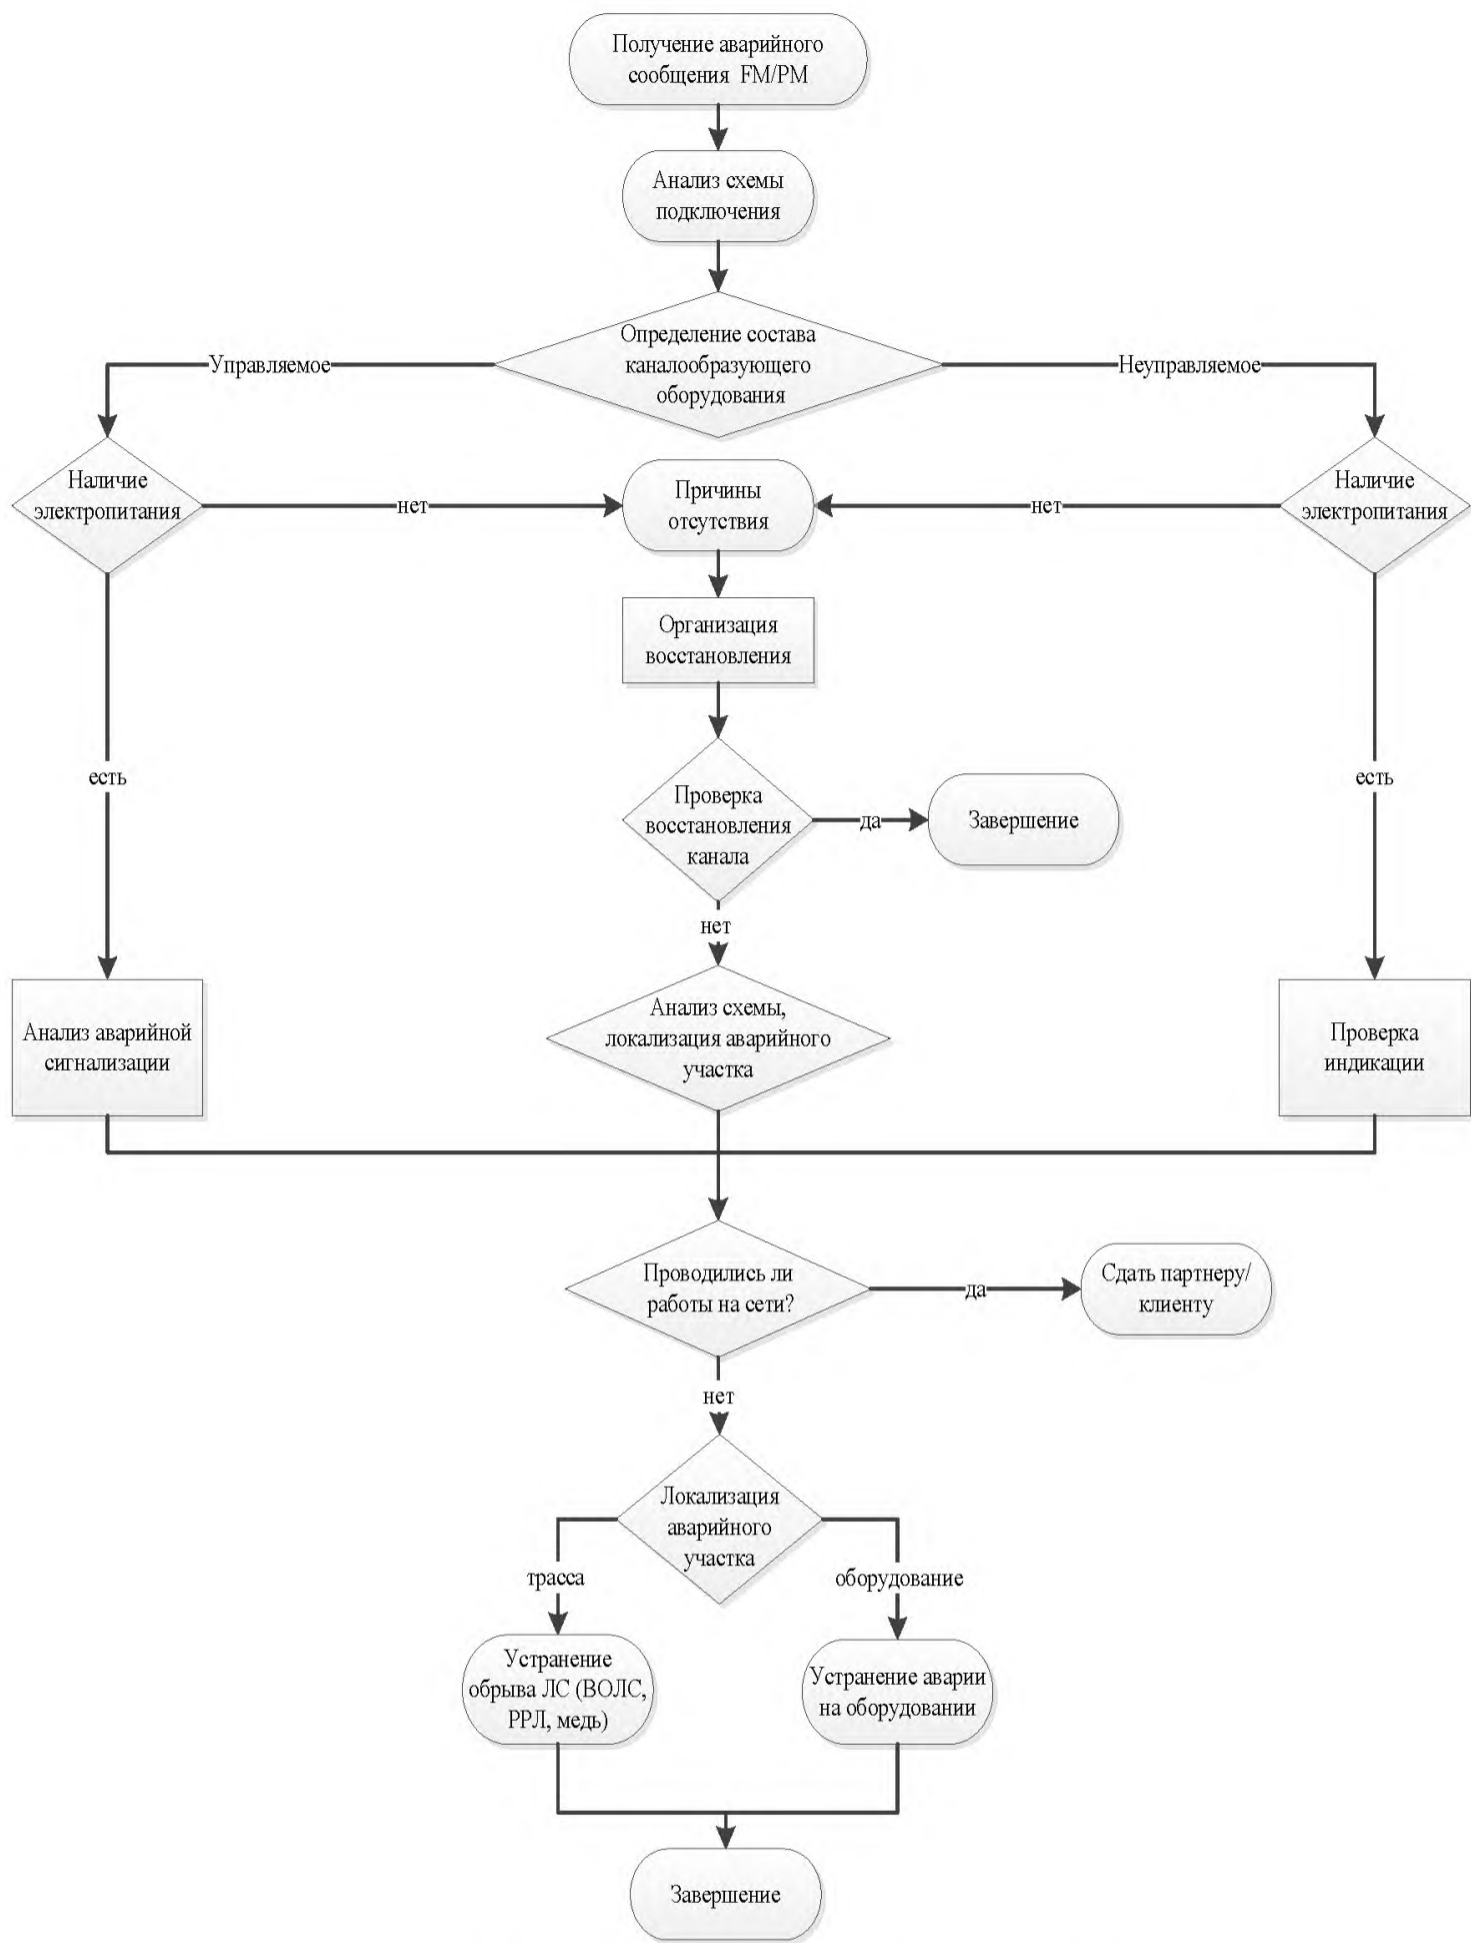 Получение аварийного
сообщения FM/PM
Анализ схемы
подключения
Определение состава
каналообразующего
оборудования
Управляемое
Неуправляемое
Наличие
электропитания
нет
Причины
отсутствия
нет
Наличие
электропитания
Организация
восстановления
есть
Проверка
восстановления
канала
да
Завершение
есть
нет
Анализ аварийной
сигнализации
Анализ схемы,
локализация аварийного
участка
Проверка
индикации
Проводились ли
работы на сети?
да
Сдать партнеру/
клиенту
нет
Локализация
аварийного
участка
трасса
оборудование
Устранение
обрыва ЛС (ВОЛС,
РРЛ, медь)
Устранение аварии
на оборудовании
Завершение